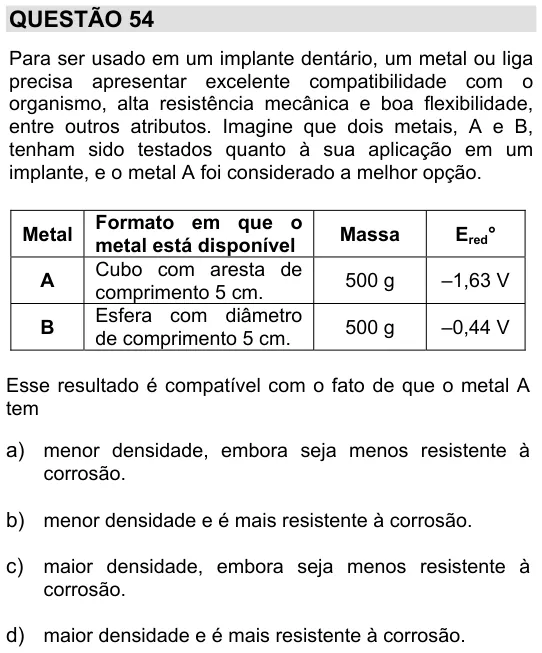 QUESTÃO 54
Para ser usado em um implante dentário, um metal ou liga
precisa apresentar excelente compatibilidade com o
organismo, alta resistência mecânica e boa flexibilidade,
entre outros atributos. Imagine que dois metais, A e B,
tenham sido testados quanto à sua aplicação em um
implante, e o metal A foi considerado a melhor opção.
Metal Formato em que o metal está disponível Massa Ered°
A Cubo com aresta de comprimento 5 cm. 500 g –1,63 V
B Esfera com diâmetro de comprimento 5 cm. 500 g –0,44 V
Esse resultado é compatível com o fato de que o metal A
tem
a) menor densidade, embora seja menos resistente à
corrosão.
b) menor densidade e é mais resistente à corrosão.
c) maior densidade, embora seja menos resistente à
corrosão.
d) maior densidade e é mais resistente à corrosão.